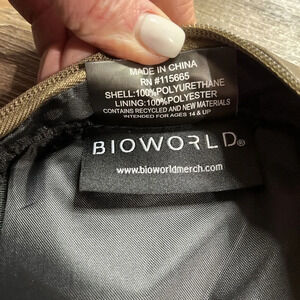 MADE IN CHINA
RN #115665
SHELL:100%POLYURETHANE
LINING:100%POLYESTER
CONTAINS RECYCLED AND NEW MATERIALS
INTENDED FOR AGES 14 & UP
BIOWORLD®
www.bioworldmerch.com